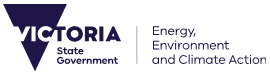 VICTORIA
State
Government
Energy,
Environment
and Climate Action